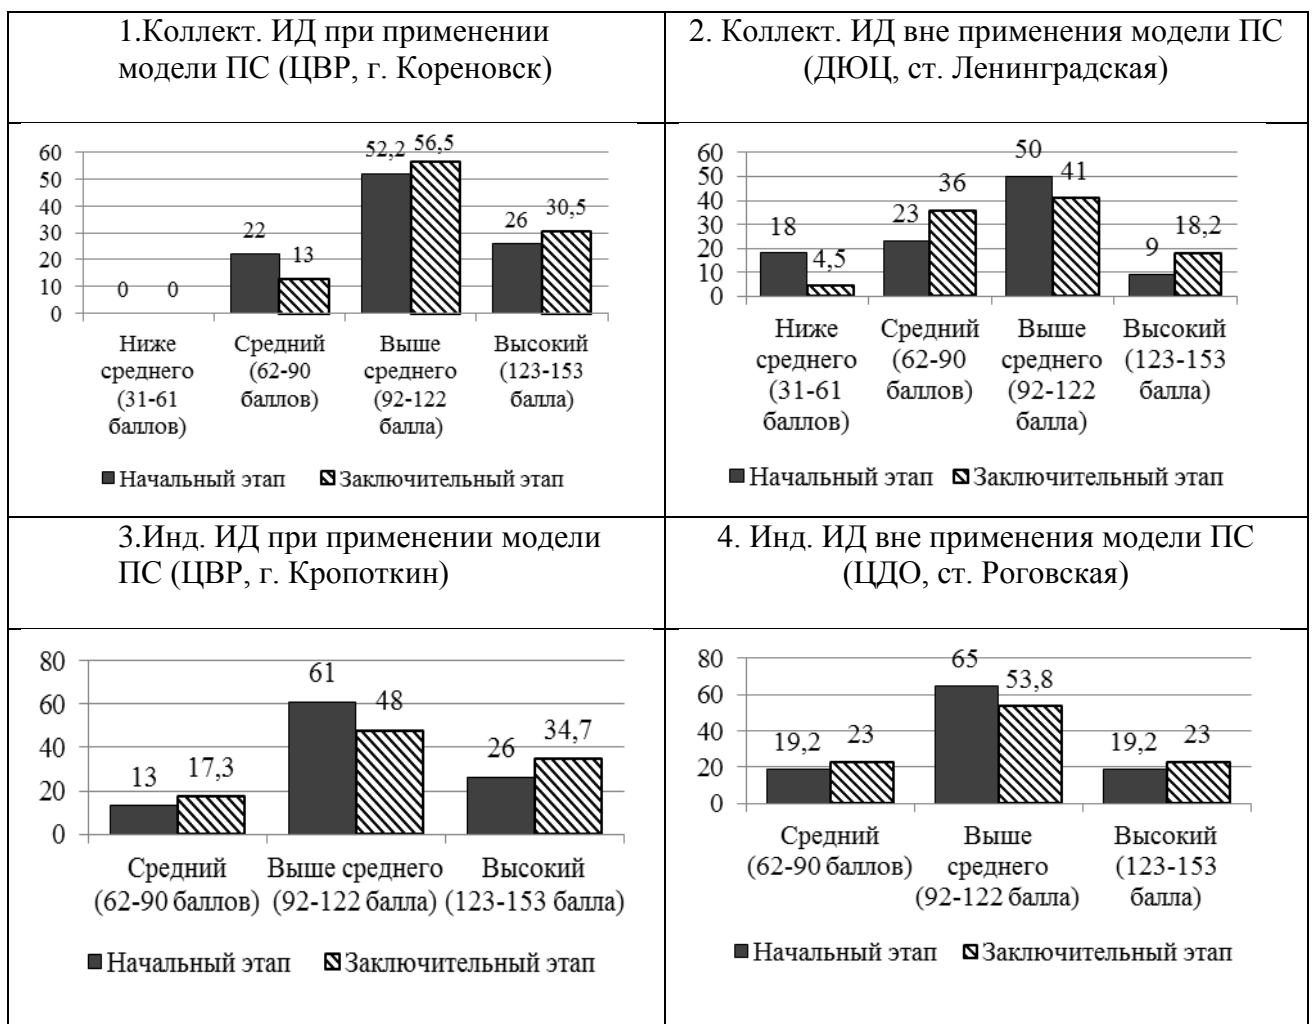 1.Коллект. ИД при применении
модели ПС (ЦВР, г. Кореновск)
2. Коллект. ИД вне применения модели ПС
(ДЮЦ, ст. Ленинградская)
60
50
40
30
20
10
0
0
0
22
13
52,2
56,5
26
30,5
Ниже
среднего
(31-61
баллов)
Средний
(62-90
баллов)
Выше
среднего
(92-122
балла)
Высокий
(123-153
балла)
Начальный этап
Заключительный этап
60
50
40
30
20
10
0
18
4,5
23
36
50
41
9
18,2
Ниже
среднего
(31-61
баллов)
Средний
(62-90
баллов)
Выше
среднего
(92-122
балла)
Высокий
(123-153
балла)
Начальный этап
Заключительный этап
3.Инд. ИД при применении модели
ПС (ЦВР, г. Кропоткин)
4. Инд. ИД вне применения модели ПС
(ЦДО, ст. Роговская)
80
60
40
20
0
13
17,3
61
48
26
34,7
Средний
(62-90 баллов)
Выше среднего
(92-122 балла)
Высокий
(123-153 балла)
Начальный этап
Заключительный этап
80
60
40
20
0
19,2
23
65
53,8
19,2
23
Средний
(62-90 баллов)
Выше
среднего
(92-122 балла)
Высокий
(123-153
балла)
Начальный этап
Заключительный этап